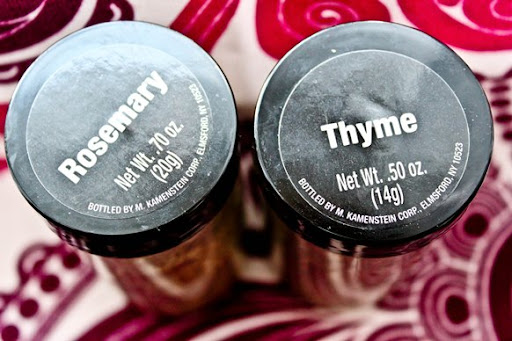 Rosemary
Net Wt. .70 oz.
(20g)
BOTTLED BY M. KAMENSTEIN CORP., ELMSFORD, NY 10523
Thyme
Net Wt. .50 oz.
(14g)
BOTTLED BY M. KAMENSTEIN CORP., ELMSFORD, NY 10523